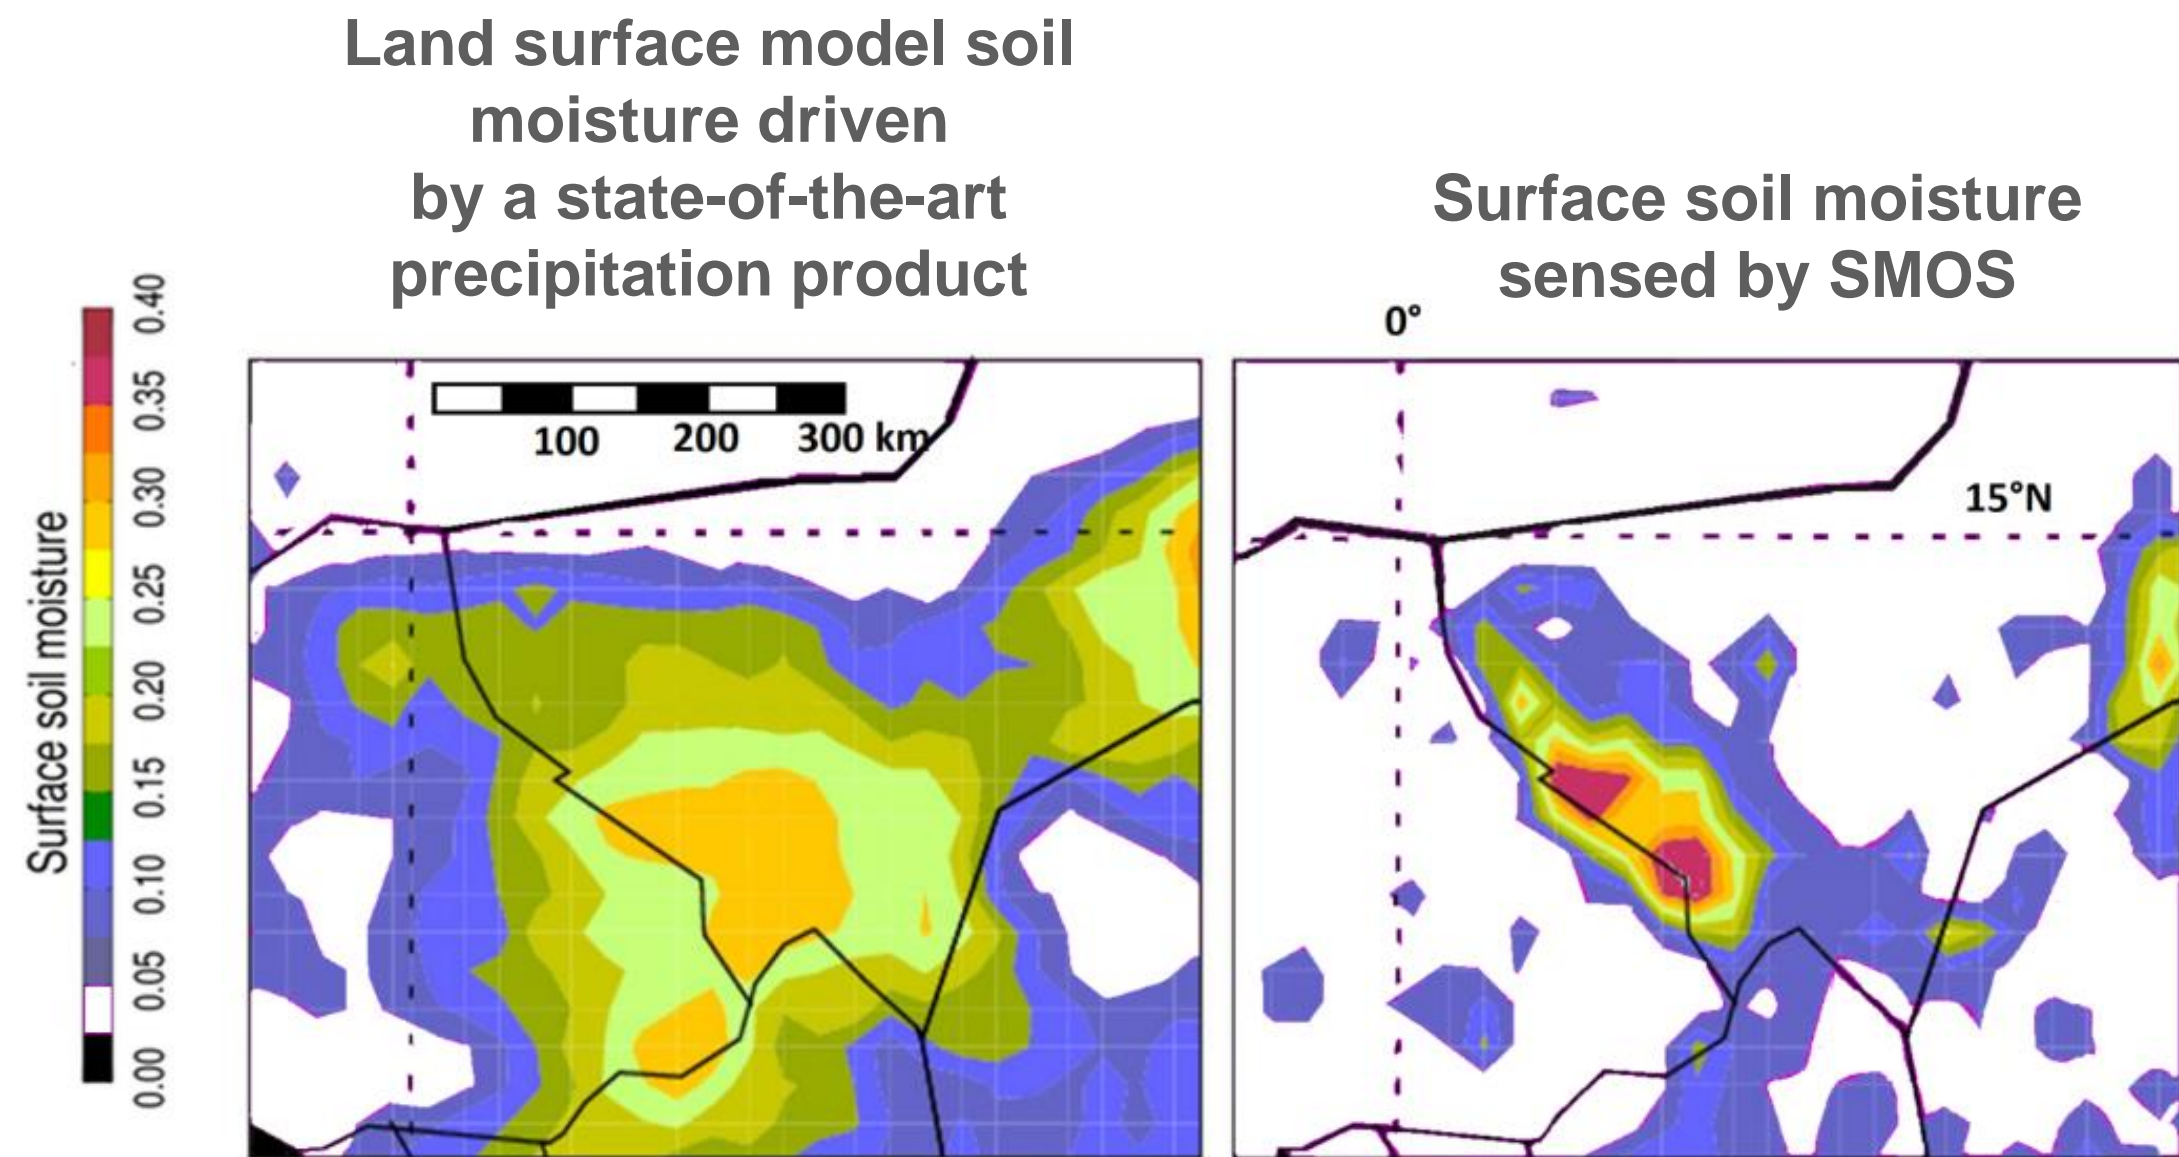 Land surface model soil
moisture driven
by a state-of-the-art
precipitation product
Surface soil moisture
sensed by SMOS
Surface soil moisture
0.40
0.35
0.30
0.25
0.20
0.15
0.10
0.05
0.00
100 200 300 km
0°
15°N